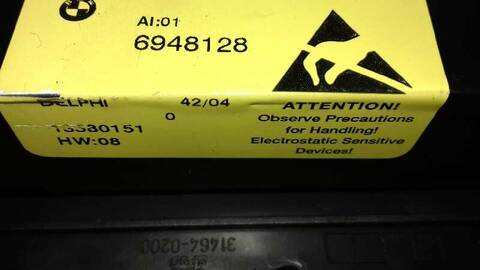 AI:01
6948128
DELPHI 42/04
0
HW:08
ATTENTION!
Observe Precautions
for Handling!
Electrostatic Sensitive
Devices!
31464-0200